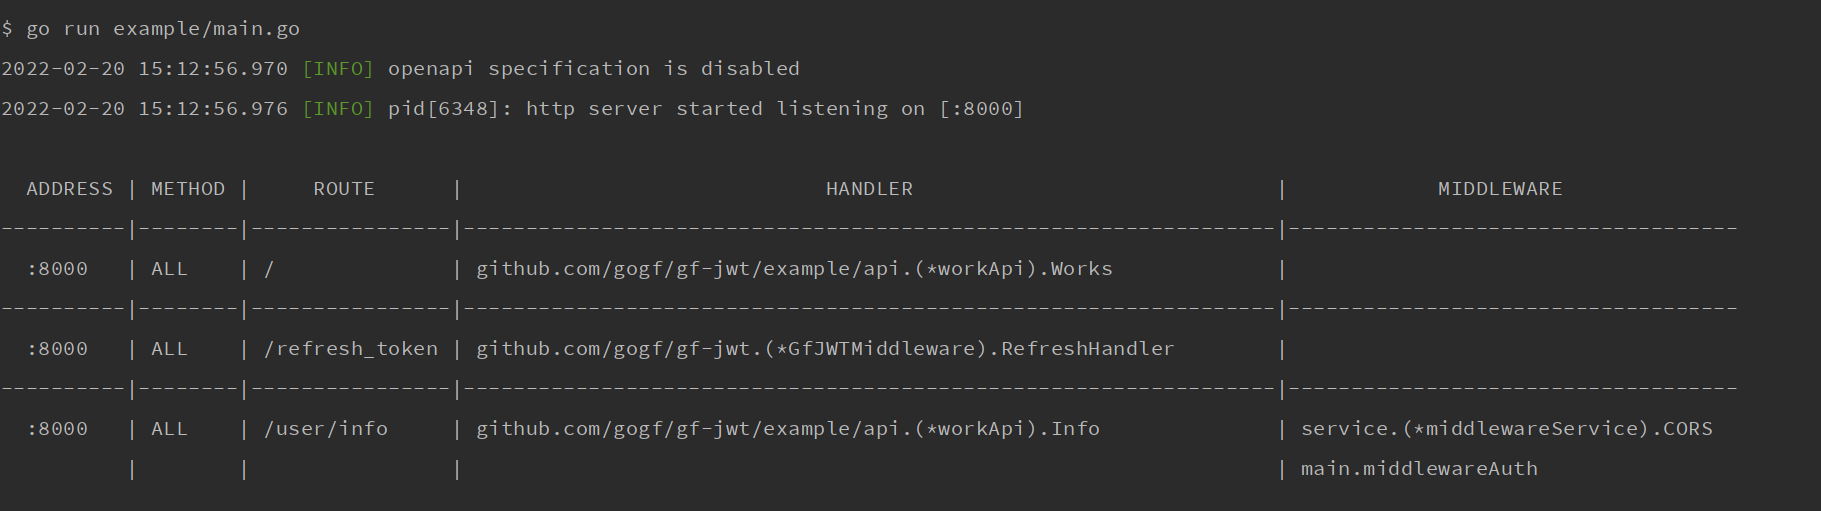 $ go run example/main.go
2022-02-20 15:12:56.970 [INFO] openapi specification is disabled
2022-02-20 15:12:56.976 [INFO] pid[6348]: http server started listening on [:8000]
  ADDRESS | METHOD |     ROUTE      |                             HANDLER                             |            MIDDLEWARE
----------|--------|----------------|-----------------------------------------------------------------|------------------------------------
  :8000   | ALL    | /              | github.com/gogf/gf-jwt/example/api.(*workApi).Works             |
----------|--------|----------------|-----------------------------------------------------------------|------------------------------------
  :8000   | ALL    | /refresh_token | github.com/gogf/gf-jwt.(*GfJWTMiddleware).RefreshHandler        |
----------|--------|----------------|-----------------------------------------------------------------|------------------------------------
  :8000   | ALL    | /user/info     | github.com/gogf/gf-jwt/example/api.(*workApi).Info              | service.(*middlewareService).CORS
          |        |                |                                                                 | main.middlewareAuth